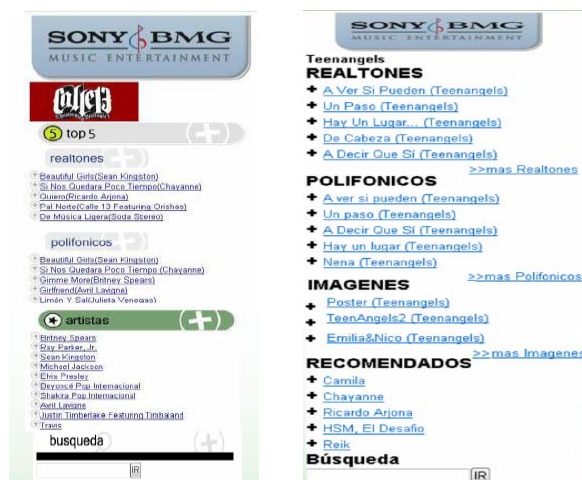 SONY BMG
MUSIC ENTERTAINMENT
calle13
5 top 5
realtones
Beautiful Girls(Sean Kingston)
Si Nos Quedara Poco Tiempo(Chayanne)
Quiero(Ricardo Arjona)
Pal Norte(Calle 13 Featuring Orishas)
De Música Ligera(Soda Stereo)
polifonicos
Beautiful Girls(Sean Kingston)
Si Nos Quedara Poco Tiempo (Chayanne)
Gimme More(Britney Spears)
Girlfriend(Avril Lavigne)
Limón Y Sal(Julieta Venegas)
artistas
Britney Spears
Ray Parker, Jr.
Sean Kingston
Michael Jackson
Elvis Presley
Beyoncé Pop Internacional
Shakira Pop Internacional
Avril Lavigne
Justin Timberlake Featuring Timbaland
Travis
busqueda
IR
SONY BMG
MUSIC ENTERTAINMENT
Teenangels
REALTONES
+ A Ver Si Pueden (Teenangels)
+ Un Paso (Teenangels)
+ Hay Un Lugar... (Teenangels)
+ De Cabeza (Teenangels)
+ A Decir Que Sí (Teenangels)
>>mas Realtones
POLIFONICOS
+ A ver si pueden (Teenangels)
+ Un paso (Teenangels)
+ A Decir Que Sí (Teenangels)
+ Hay un lugar (Teenangels)
+ Nena (Teenangels)
>>mas Polifonicos
IMAGENES
+ Poster (Teenangels)
+ TeenAngels2 (Teenangels)
+ Emilia&Nico (Teenangels)
>>mas Imagenes
RECOMENDADOS
+ Camila
+ Chayanne
+ Ricardo Arjona
+ HSM, El Desafio
+ Reik
Búsqueda
IR